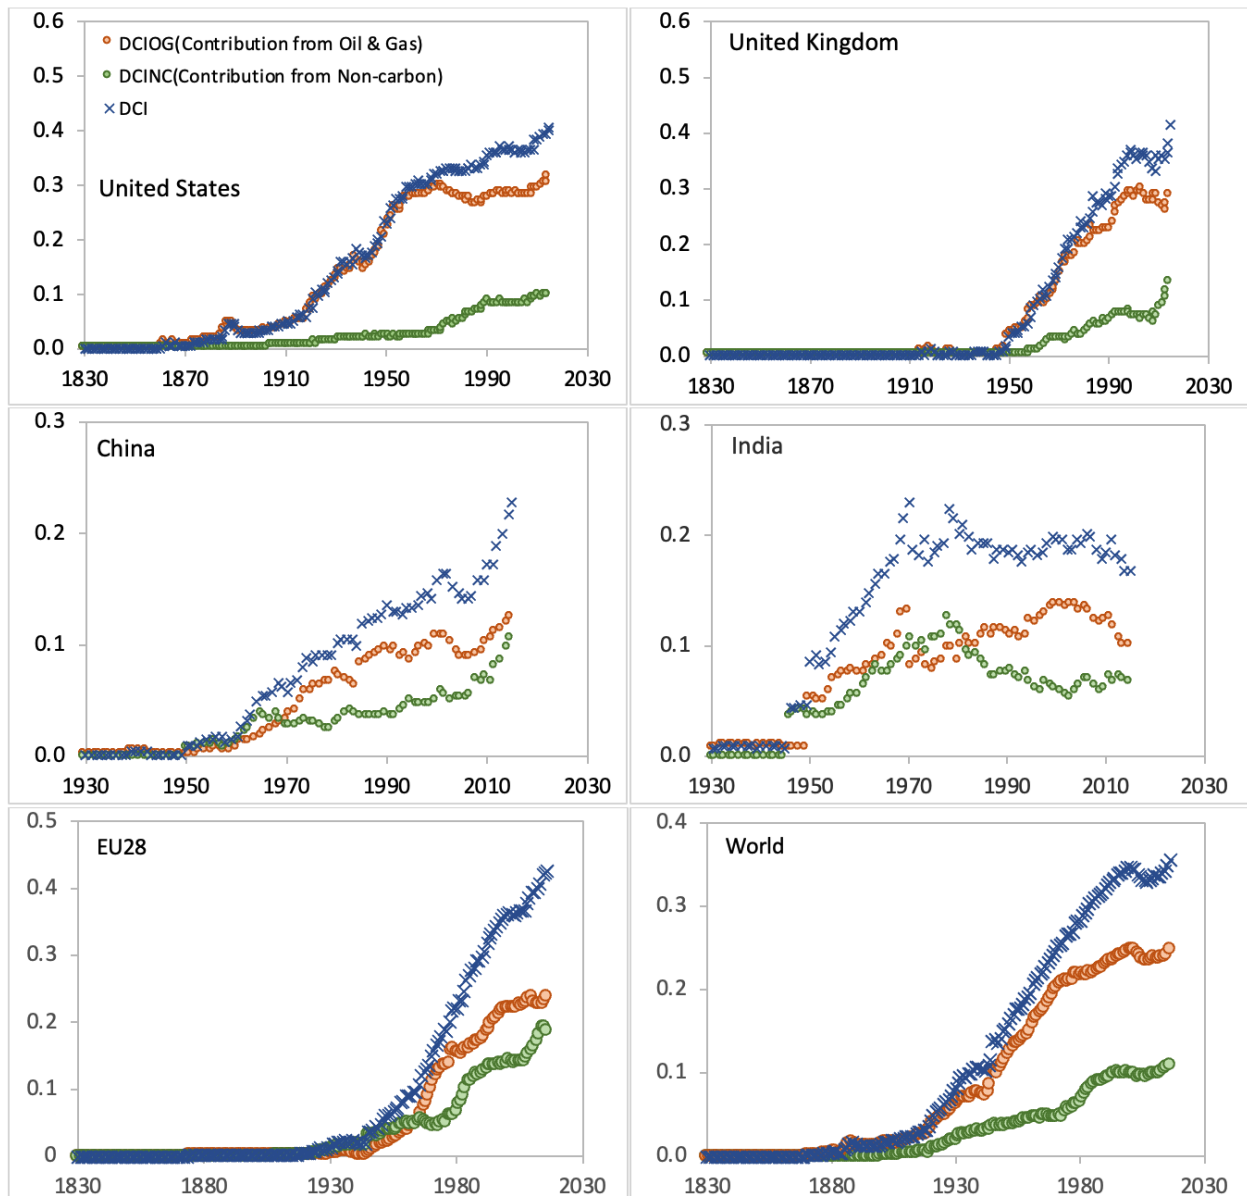 0.6
0.5
0.4
0.3
0.2
0.1
0.0
DCIOG(Contribution from Oil & Gas)
DCINC(Contribution from Non-carbon)
DCI
United States
1830 1870 1910 1950 1990 2030
0.6
0.5
0.4
0.3
0.2
0.1
0.0
United Kingdom
1830 1870 1910 1950 1990 2030
0.3
0.2
0.1
0.0
China
1930 1950 1970 1990 2010 2030
0.3
0.2
0.1
0.0
India
1930 1950 1970 1990 2010 2030
0.5
0.4
0.3
0.2
0.1
0
EU28
1830 1880 1930 1980 2030
0.4
0.3
0.2
0.1
0.0
World
1830 1880 1930 1980 2030